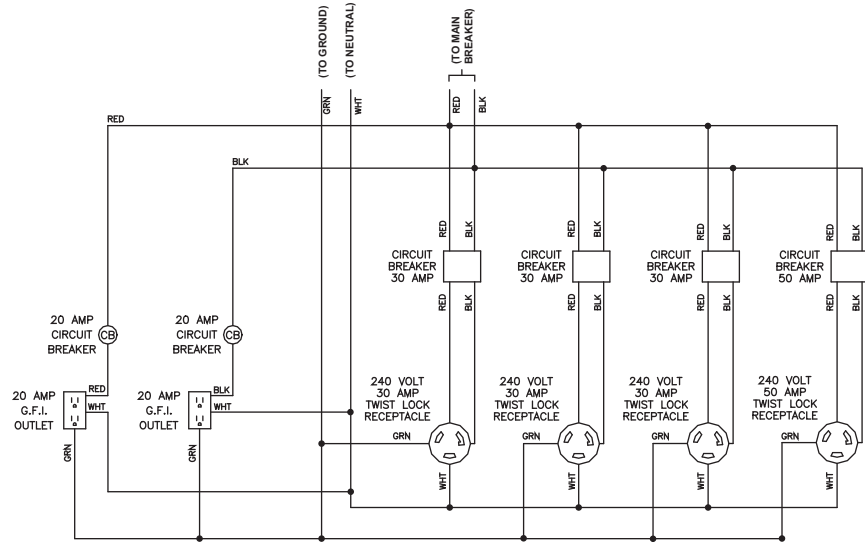 (TO GROUND)
(TO NEUTRAL)
(TO MAIN
BREAKER)
GRN
WHT
RED
BLK
RED
BLK
RED
BLK
RED
BLK
RED
BLK
RED
BLK
CIRCUIT
BREAKER
30 AMP
CIRCUIT
BREAKER
30 AMP
CIRCUIT
BREAKER
30 AMP
CIRCUIT
BREAKER
50 AMP
RED
BLK
RED
BLK
RED
BLK
RED
BLK
20 AMP
CIRCUIT
BREAKER
CB
20 AMP
CIRCUIT
BREAKER
CB
20 AMP
G.F.I.
OUTLET
RED
WHT
GRN
20 AMP
G.F.I.
OUTLET
BLK
WHT
GRN
240 VOLT
30 AMP
TWIST LOCK
RECEPTACLE
240 VOLT
30 AMP
TWIST LOCK
RECEPTACLE
240 VOLT
30 AMP
TWIST LOCK
RECEPTACLE
240 VOLT
50 AMP
TWIST LOCK
RECEPTACLE
GRN
GRN
GRN
GRN
WHT
WHT
WHT
WHT